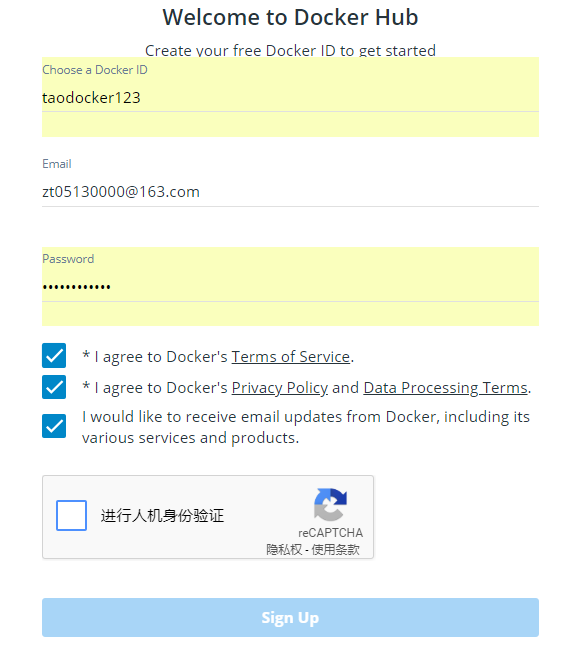 Welcome to Docker Hub
Create your free Docker ID to get started
Choose a Docker ID
taodocker123
Email
zt05130000@163.com
Password
••••••••••••
* I agree to Docker's Terms of Service.
* I agree to Docker's Privacy Policy and Data Processing Terms.
I would like to receive email updates from Docker, including its
various services and products.
进行人机身份验证
reCAPTCHA
隐私权 - 使用条款
Sign Up